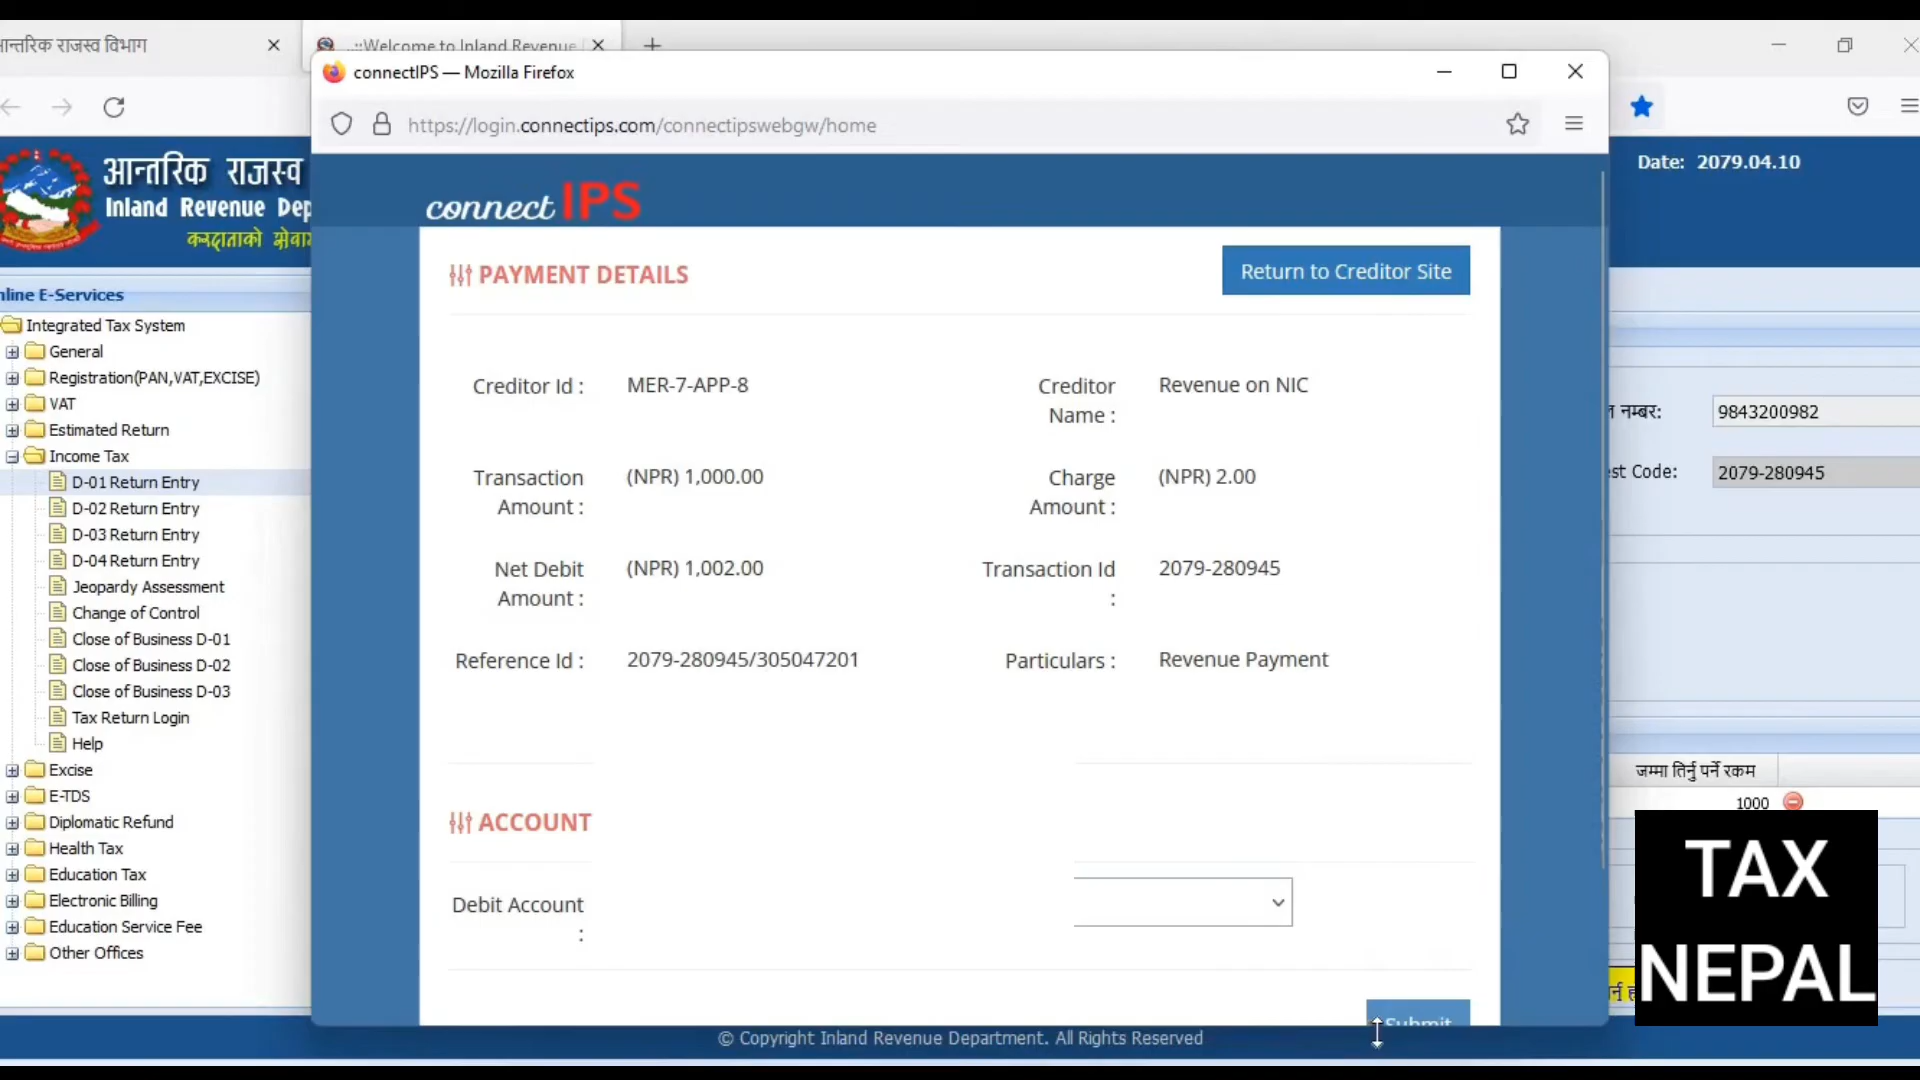 आन्तरिक राजस्व विभाग
..::Welcome to Inland Revenue
connectIPS — Mozilla Firefox
https://login.connectips.com/connectipswebgw/home
आन्तरिक राजस्व
Inland Revenue Dep
करदाताको सेवा
Date: 2079.04.10
connectIPS
PAYMENT DETAILS
Return to Creditor Site
Creditor Id :
MER-7-APP-8
Creditor
Name :
Revenue on NIC
Transaction
Amount :
(NPR) 1,000.00
Charge
Amount :
(NPR) 2.00
Net Debit
Amount :
(NPR) 1,002.00
Transaction Id
:
2079-280945
Reference Id :
2079-280945/305047201
Particulars :
Revenue Payment
ACCOUNT
Debit Account
:
Submit
nline E-Services
Integrated Tax System
General
Registration(PAN,VAT,EXCISE)
VAT
Estimated Return
Income Tax
D-01 Return Entry
D-02 Return Entry
D-03 Return Entry
D-04 Return Entry
Jeopardy Assessment
Change of Control
Close of Business D-01
Close of Business D-02
Close of Business D-03
Tax Return Login
Help
Excise
E-TDS
Diplomatic Refund
Health Tax
Education Tax
Electronic Billing
Education Service Fee
Other Offices
नम्बर:
9843200982
st Code:
2079-280945
जम्मा तिर्नु पर्ने रकम
1000
TAX
NEPAL
© Copyright Inland Revenue Department. All Rights Reserved